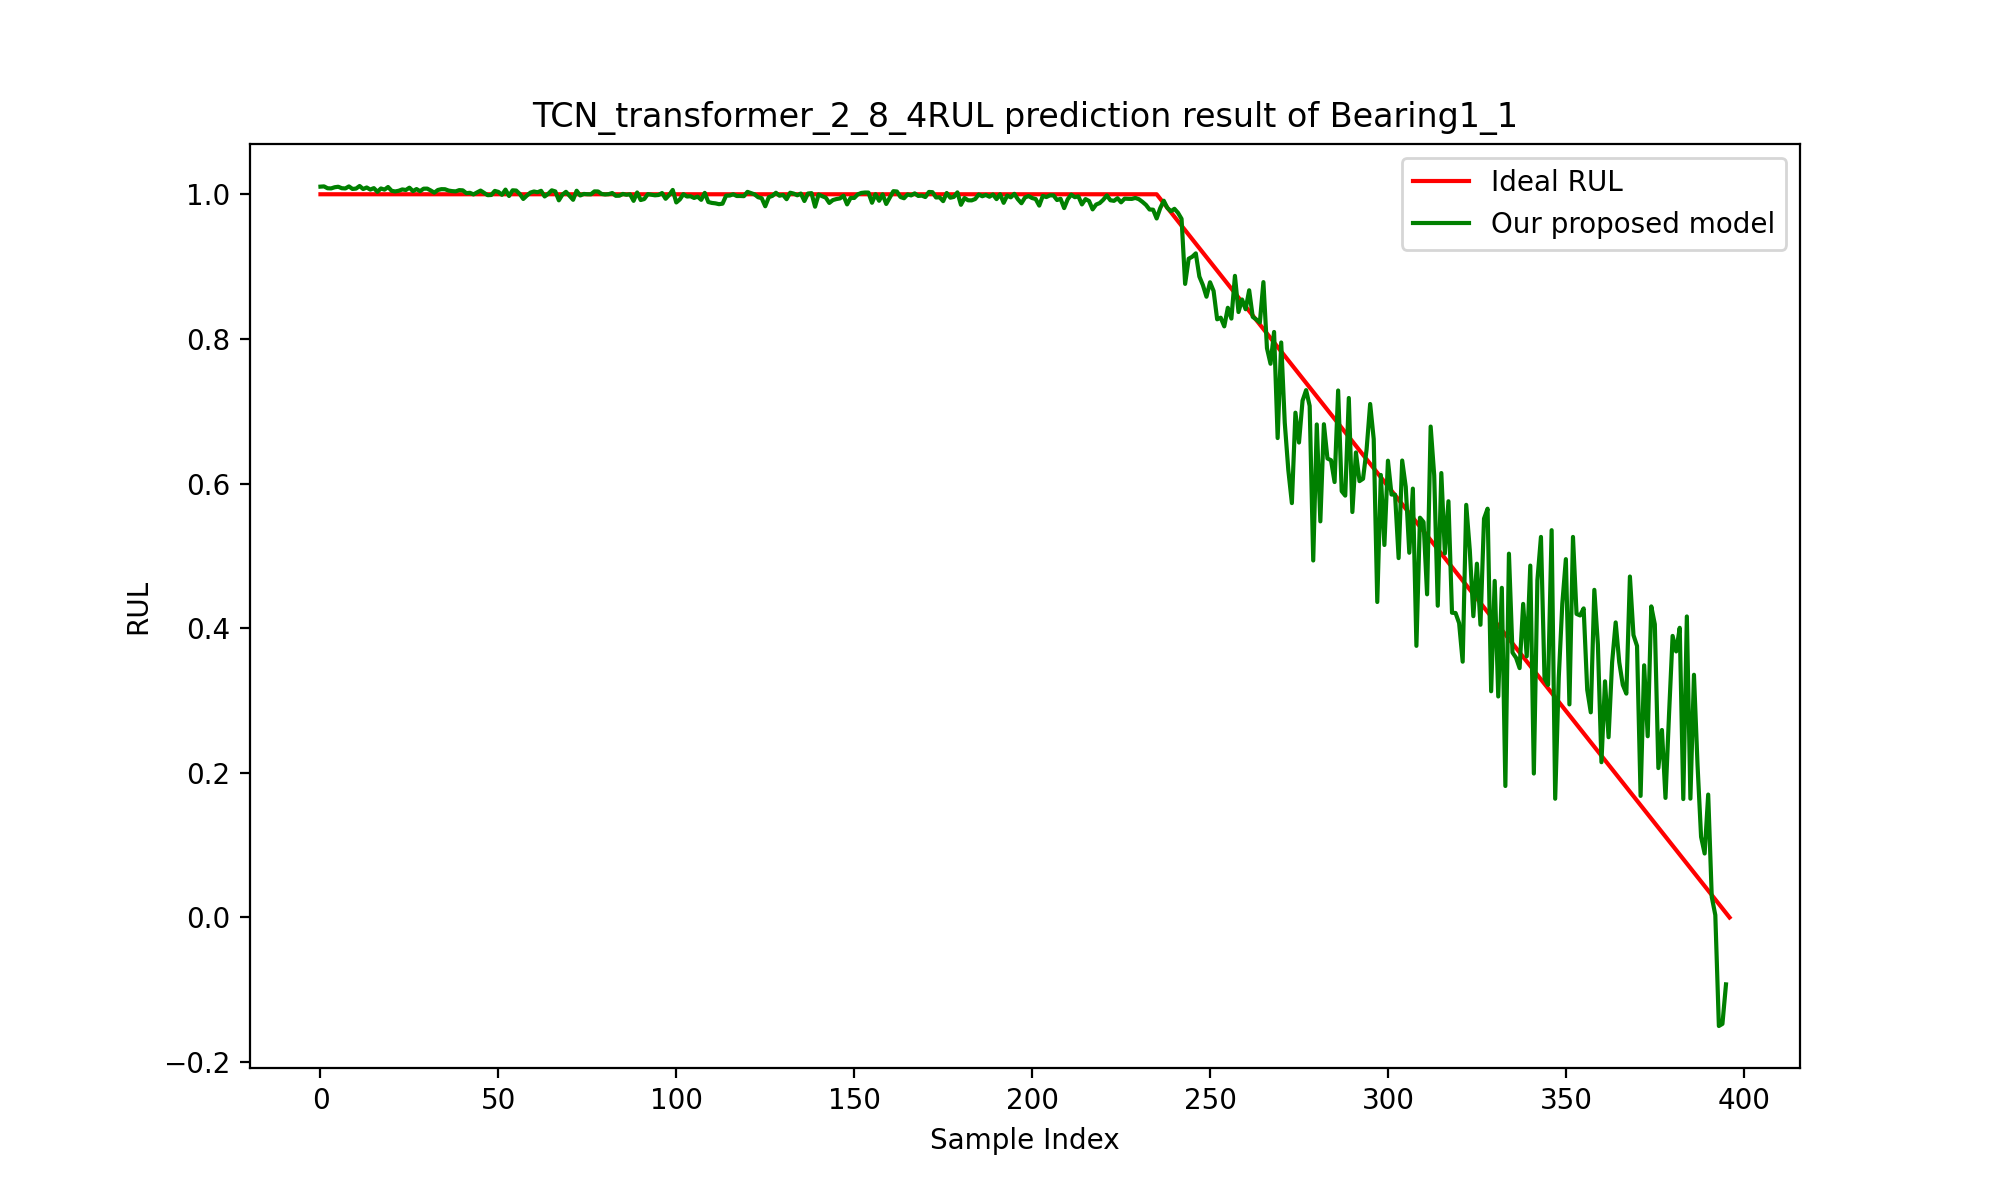 TCN_transformer_2_8_4RUL prediction result of Bearing1_1
Ideal RUL
Our proposed model
1.0
0.8
0.6
0.4
0.2
0.0
−0.2
RUL
0 50 100 150 200 250 300 350 400
Sample Index